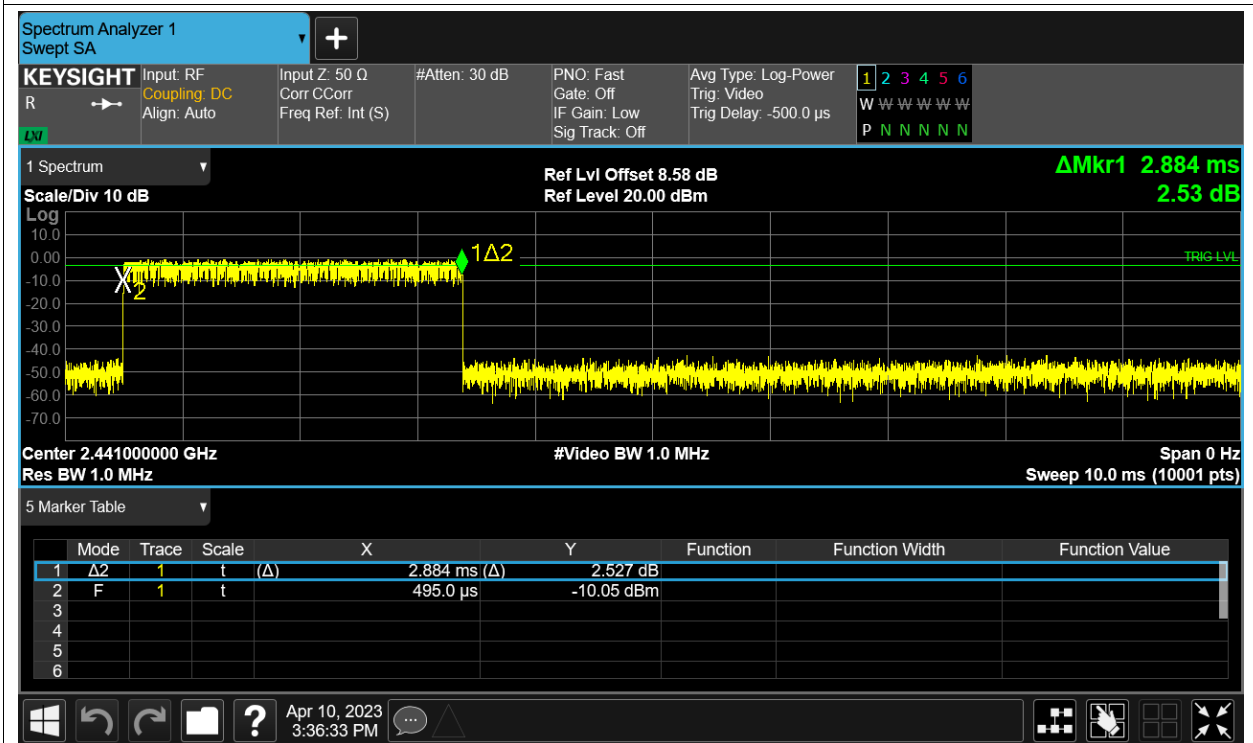 Spectrum Analyzer 1
Swept SA
KEYSIGHT
R
LXI
Input: RF
Coupling: DC
Align: Auto
Input Z: 50 Ω
Corr CCorr
Freq Ref: Int (S)
#Atten: 30 dB
PNO: Fast
Gate: Off
IF Gain: Low
Sig Track: Off
Avg Type: Log-Power
Trig: Video
Trig Delay: -500.0 µs
1 2 3 4 5 6
W W W W W W
P N N N N N
1 Spectrum
Scale/Div 10 dB
Ref Lvl Offset 8.58 dB
Ref Level 20.00 dBm
ΔMkr1 2.884 ms
2.53 dB
Log
10.0
0.00
-10.0
-20.0
-30.0
-40.0
-50.0
-60.0
-70.0
1Δ2
X2
TRIG LVL
Center 2.441000000 GHz
Res BW 1.0 MHz
#Video BW 1.0 MHz
Span 0 Hz
Sweep 10.0 ms (10001 pts)
5 Marker Table
Mode Trace Scale X Y Function Function Width Function Value
1 Δ2 1 t (Δ) 2.884 ms (Δ) 2.527 dB
2 F 1 t 495.0 µs -10.05 dBm
3
4
5
6
?
Apr 10, 2023
3:36:33 PM